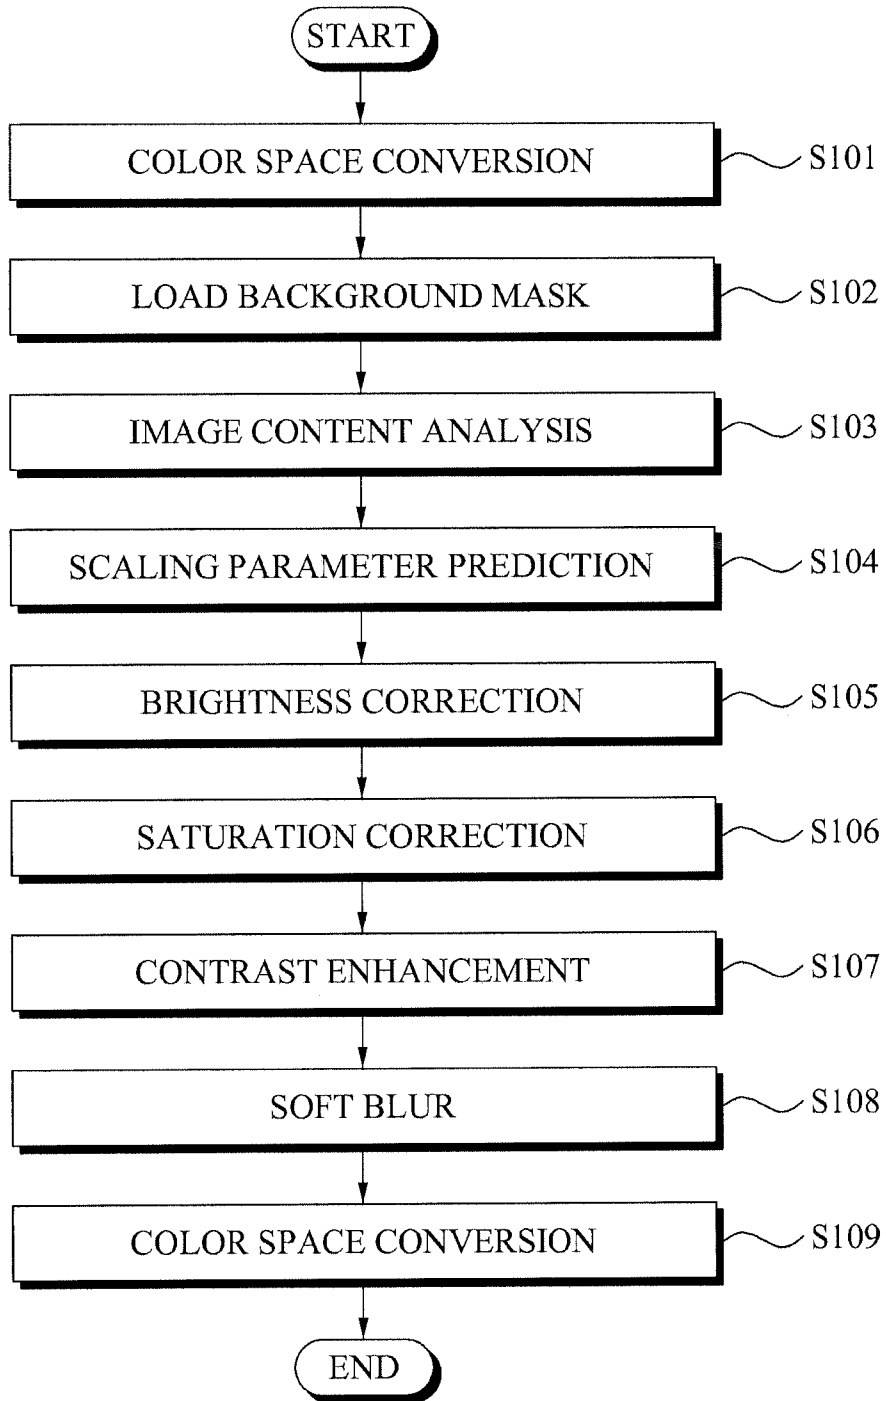 START
COLOR SPACE CONVERSION S101
LOAD BACKGROUND MASK S102
IMAGE CONTENT ANALYSIS S103
SCALING PARAMETER PREDICTION S104
BRIGHTNESS CORRECTION S105
SATURATION CORRECTION S106
CONTRAST ENHANCEMENT S107
SOFT BLUR S108
COLOR SPACE CONVERSION S109
END